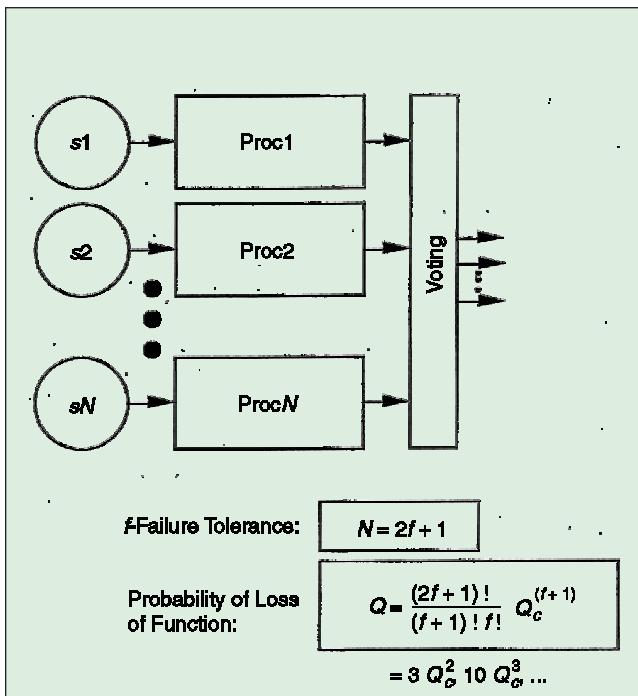 s1
Proc1
s2
Proc2
Voting
sN
ProcN
f-Failure Tolerance:
N = 2f + 1
Probability of Loss
of Function:
Q = (2f + 1) ! / (f + 1) ! f ! Q_c^(f+1)
= 3 Q_c^2, 10 Q_c^3, ...